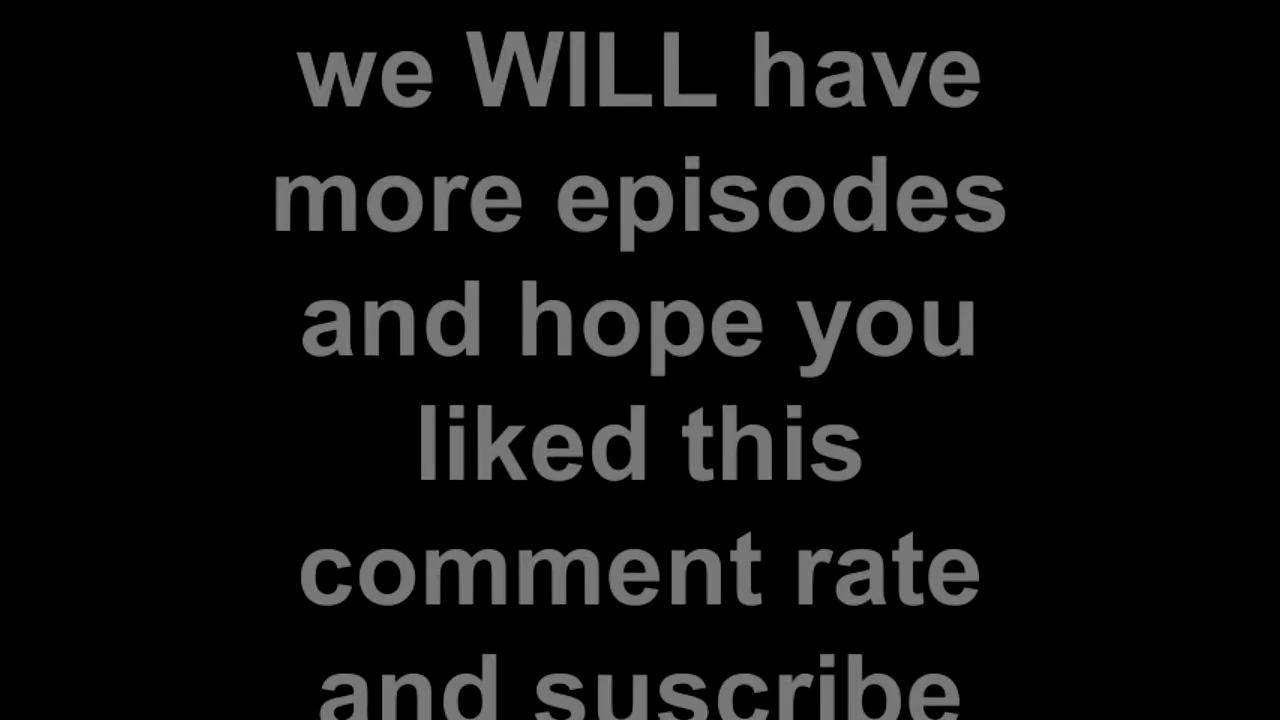 we WILL have
more episodes
and hope you
liked this
comment rate
and suscribe